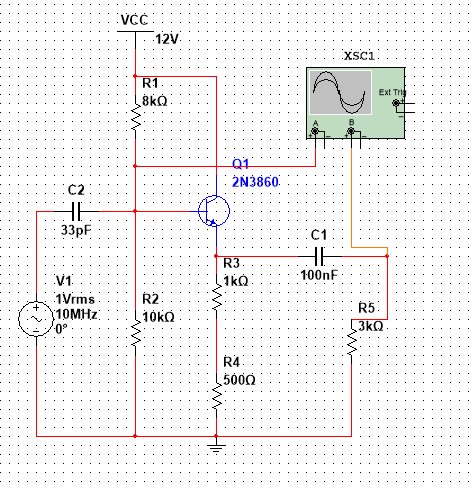 VCC
12V
XSC1
R1
8kΩ
Ext Trig
+
−
A
B
+
−
+
−
Q1
2N3860
C2
33pF
C1
100nF
R3
1kΩ
V1
1Vrms
10MHz
0°
R2
10kΩ
R5
3kΩ
R4
500Ω